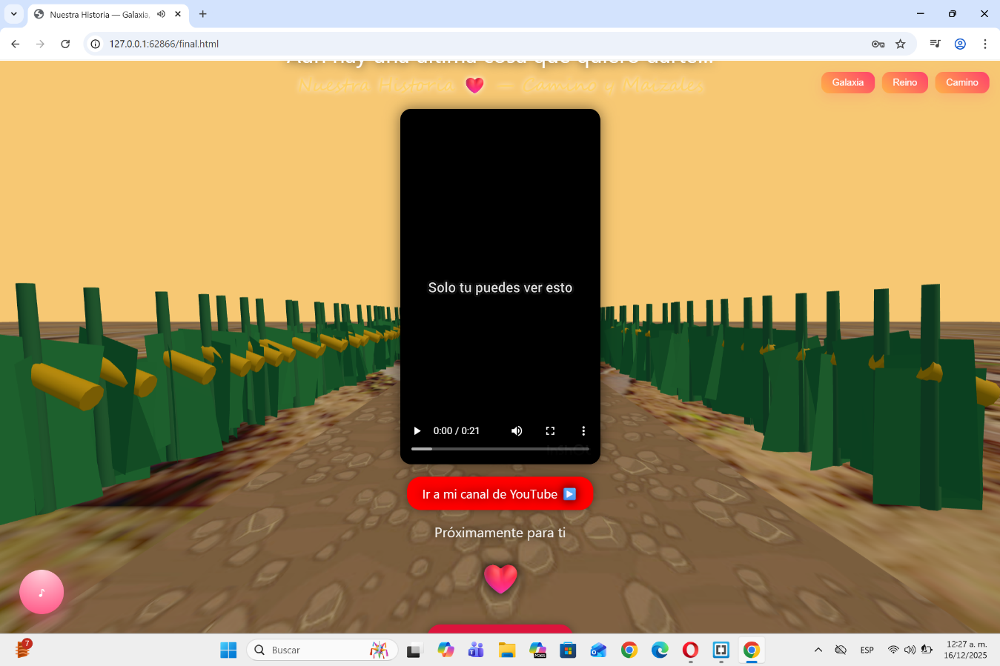 Nuestra Historia — Galaxia,
127.0.0.1:62866/final.html
Aún hay una última cosa que quiero darte...
Nuestra Historia ❤️ — Camino y Maizales
Galaxia
Reino
Camino
Solo tu puedes ver esto
0:00 / 0:21
Ir a mi canal de YouTube ▶️
Próximamente para ti
7
Buscar
M365
ESP
12:27 a. m.
16/12/2025